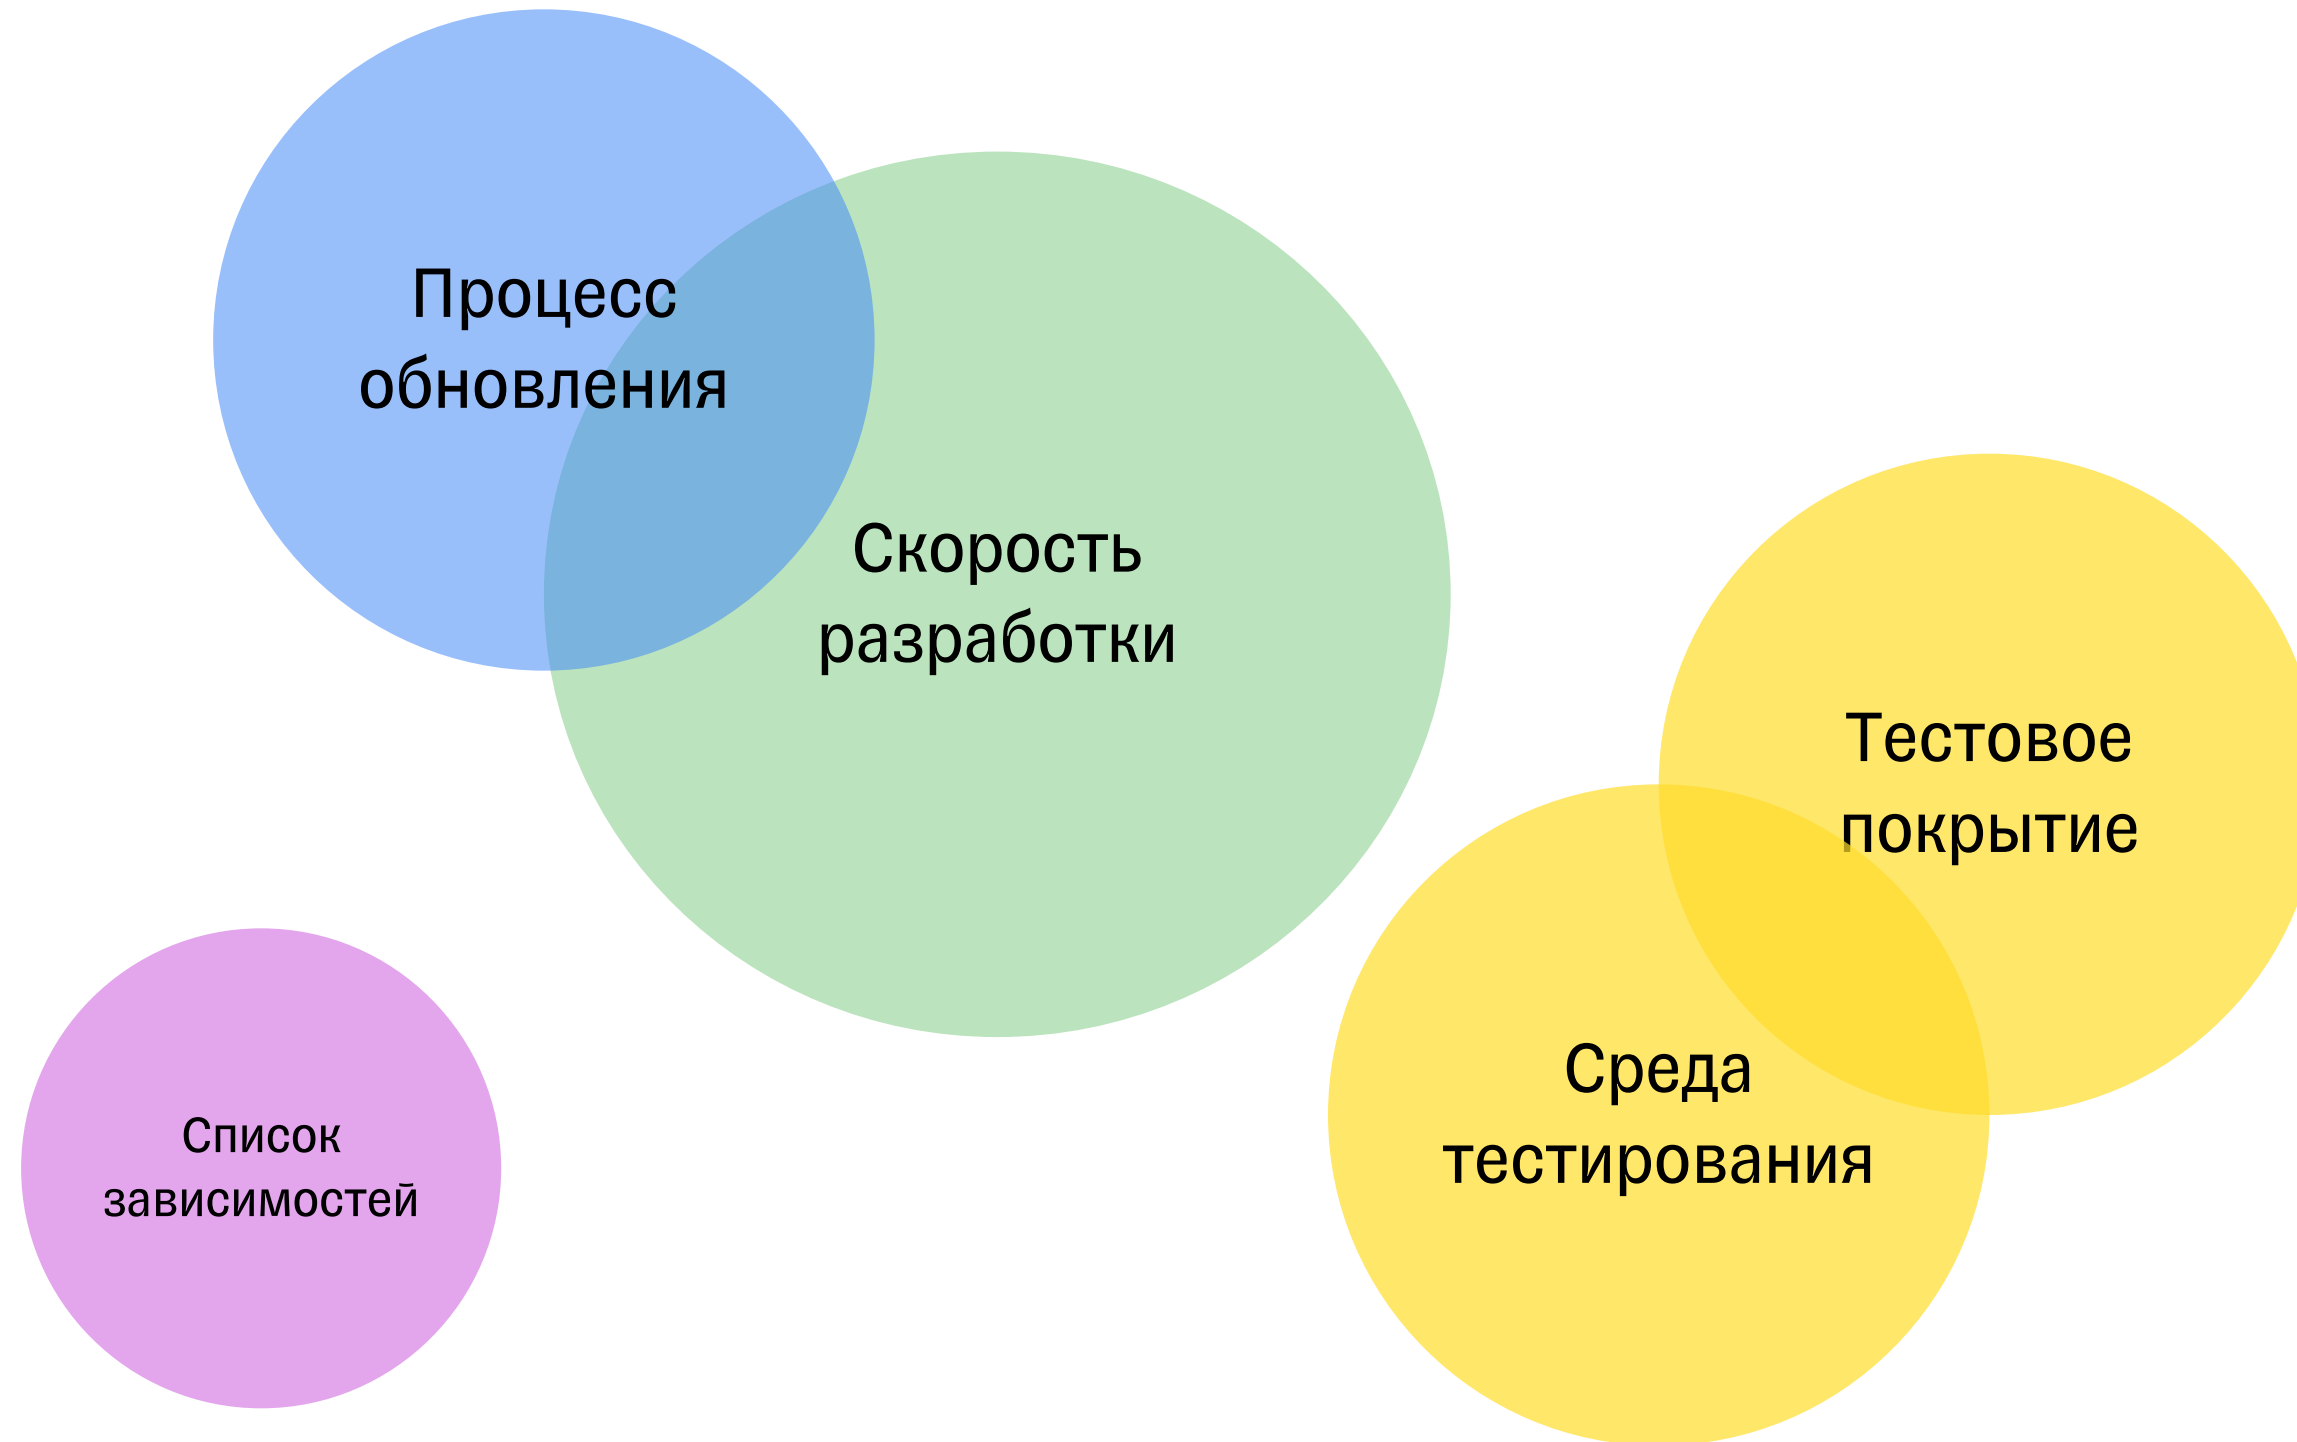 Процесс
обновления
Скорость
разработки
Тестовое
покрытие
Среда
тестирования
Список
зависимостей